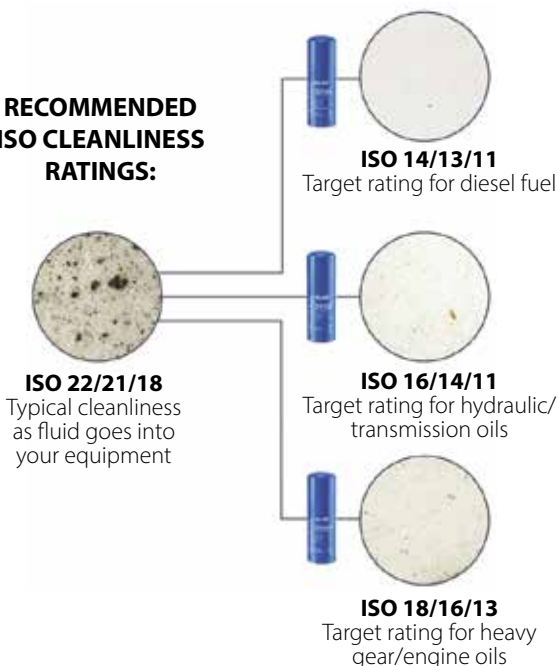 RECOMMENDED
ISO CLEANLINESS
RATINGS:
ISO 14/13/11
Target rating for diesel fuel
ISO 22/21/18
Typical cleanliness
as fluid goes into
your equipment
ISO 16/14/11
Target rating for hydraulic/
transmission oils
ISO 18/16/13
Target rating for heavy
gear/engine oils